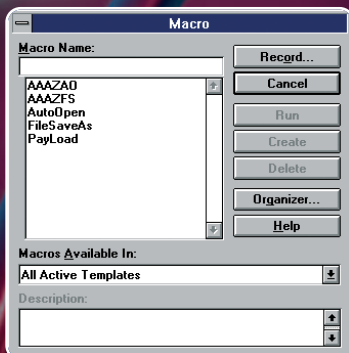 Macro
Macro Name:
Record...
Cancel
AAAZAO
AAAZFS
AutoOpen
FileSaveAs
PayLoad
Run
Create
Delete
Organizer...
Help
Macros Available In:
All Active Templates
Description: